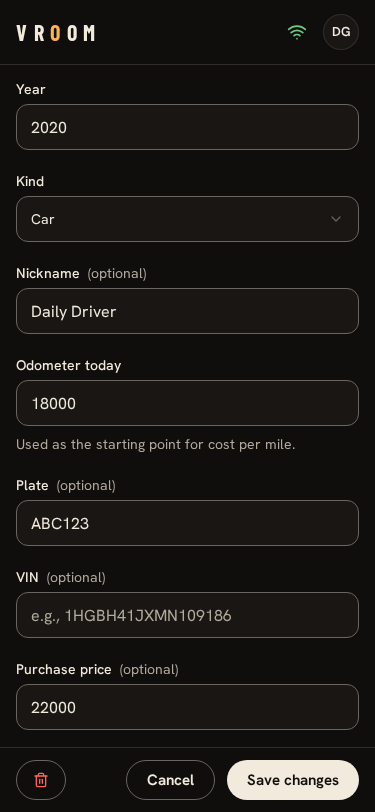 VROOM
DG
Year
2020
Kind
Car
Nickname (optional)
Daily Driver
Odometer today
18000
Used as the starting point for cost per mile.
Plate (optional)
ABC123
VIN (optional)
e.g., 1HGBH41JXMN109186
Purchase price (optional)
22000
Cancel
Save changes